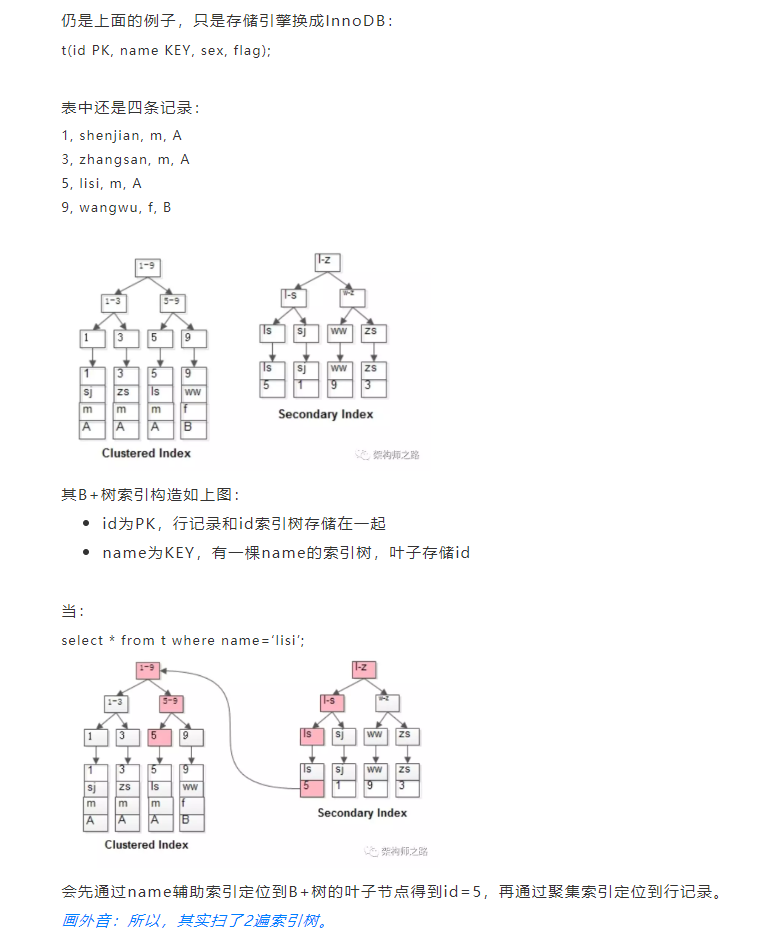 仍是上面的例子，只是存储引擎换成InnoDB：
t(id PK, name KEY, sex, flag);
表中还是四条记录：
1, shenjian, m, A
3, zhangsan, m, A
5, lisi, m, A
9, wangwu, f, B
1-9
1-3 5-9
1 3 5 9
1 3 5 9
sj zs ls ww
m m m f
A A A B
Clustered Index
l-z
l-s w-z
ls sj ww zs
ls sj ww zs
5 1 9 3
Secondary Index
架构师之路
其B+树索引构造如上图：
• id为PK，行记录和id索引树存储在一起
• name为KEY，有一棵name的索引树，叶子存储id
当：
select * from t where name=‘lisi’;
1-9
1-3 5-9
1 3 5 9
1 3 5 9
sj zs ls ww
m m m f
A A A B
Clustered Index
l-z
l-s w-z
ls sj ww zs
ls sj ww zs
5 1 9 3
Secondary Index
架构师之路
会先通过name辅助索引定位到B+树的叶子节点得到id=5，再通过聚集索引定位到行记录。
画外音：所以，其实扫了2遍索引树。